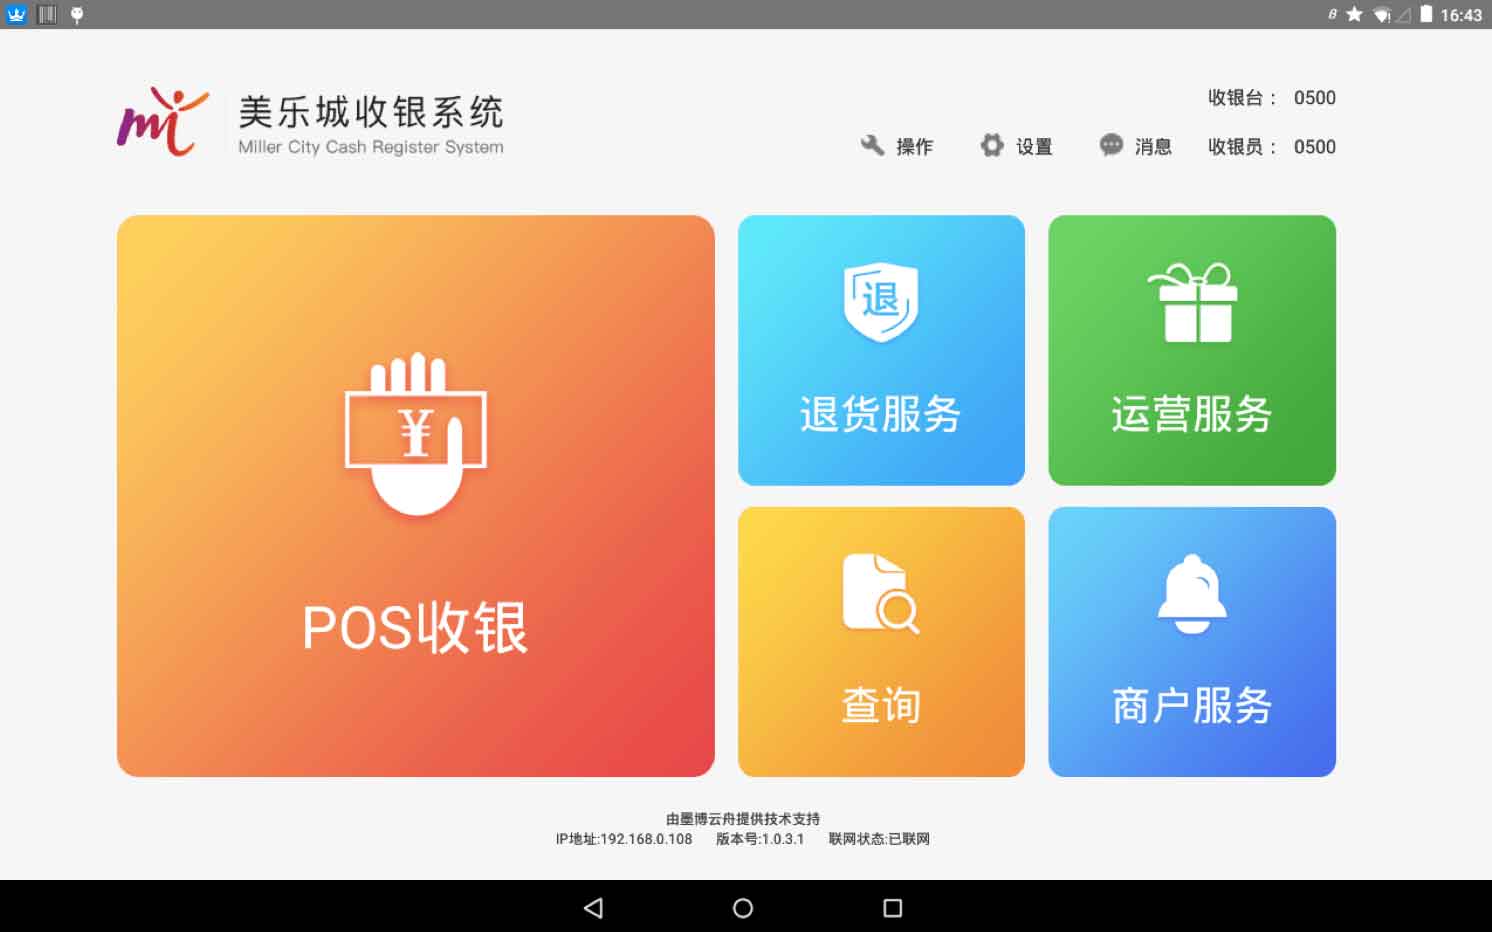 16:43
美乐城收银系统
Miller City Cash Register System
收银台： 0500
操作 设置 消息 收银员： 0500
¥
POS收银
退
退货服务
运营服务
查询
商户服务
由墨博云舟提供技术支持
IP地址:192.168.0.108 版本号:1.0.3.1 联网状态:已联网